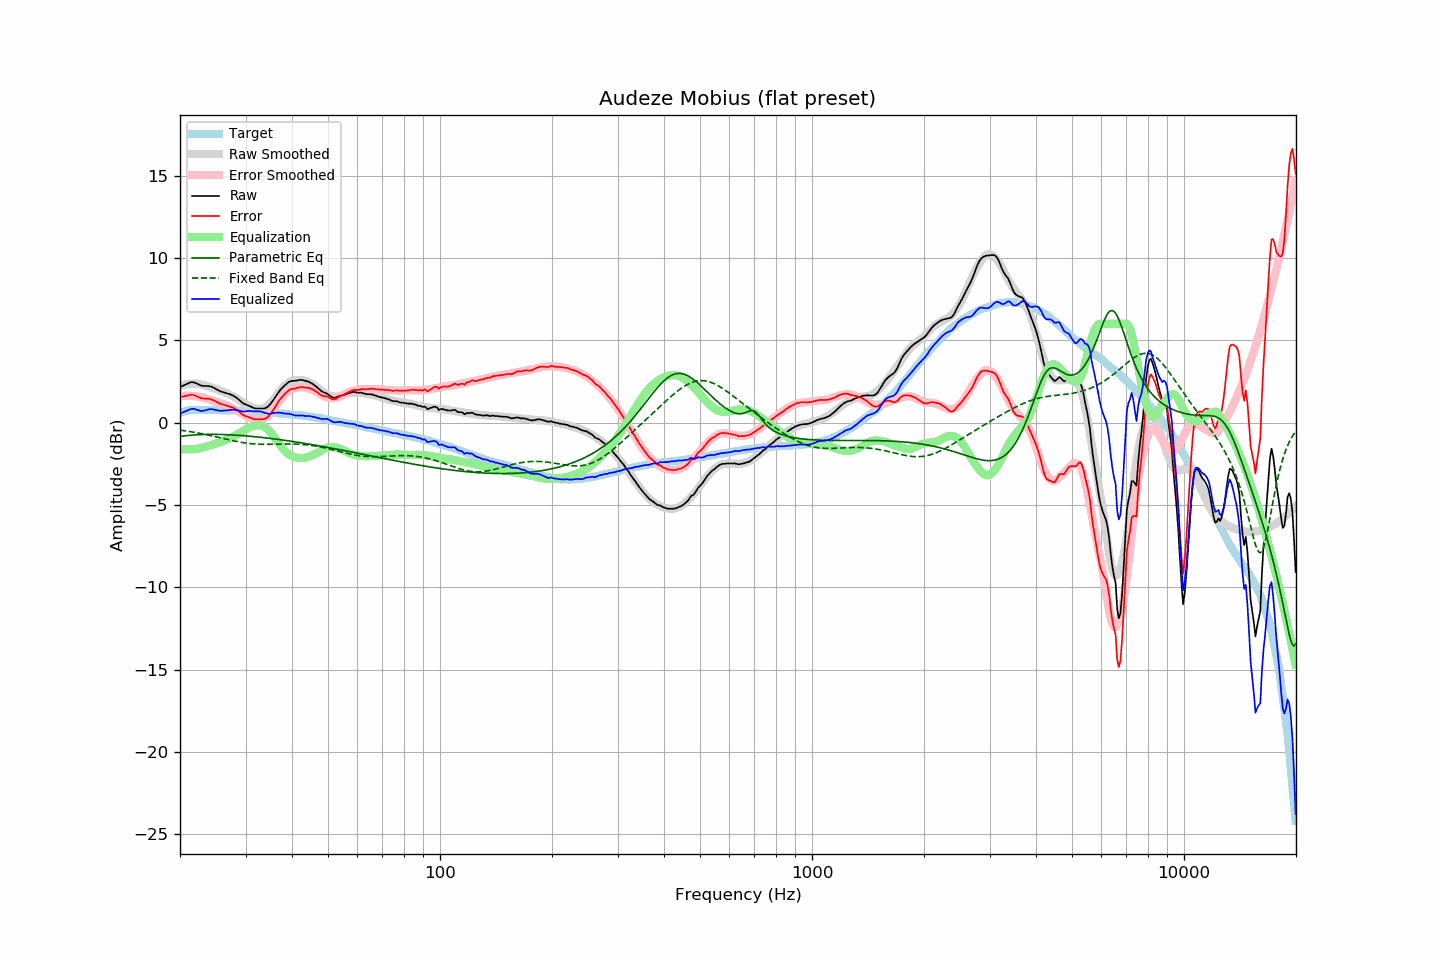 Audeze Mobius (flat preset)
Target
Raw Smoothed
Error Smoothed
Raw
Error
Equalization
Parametric Eq
Fixed Band Eq
Equalized
15
10
5
0
−5
−10
−15
−20
−25
Amplitude (dBr)
100
1000
10000
Frequency (Hz)